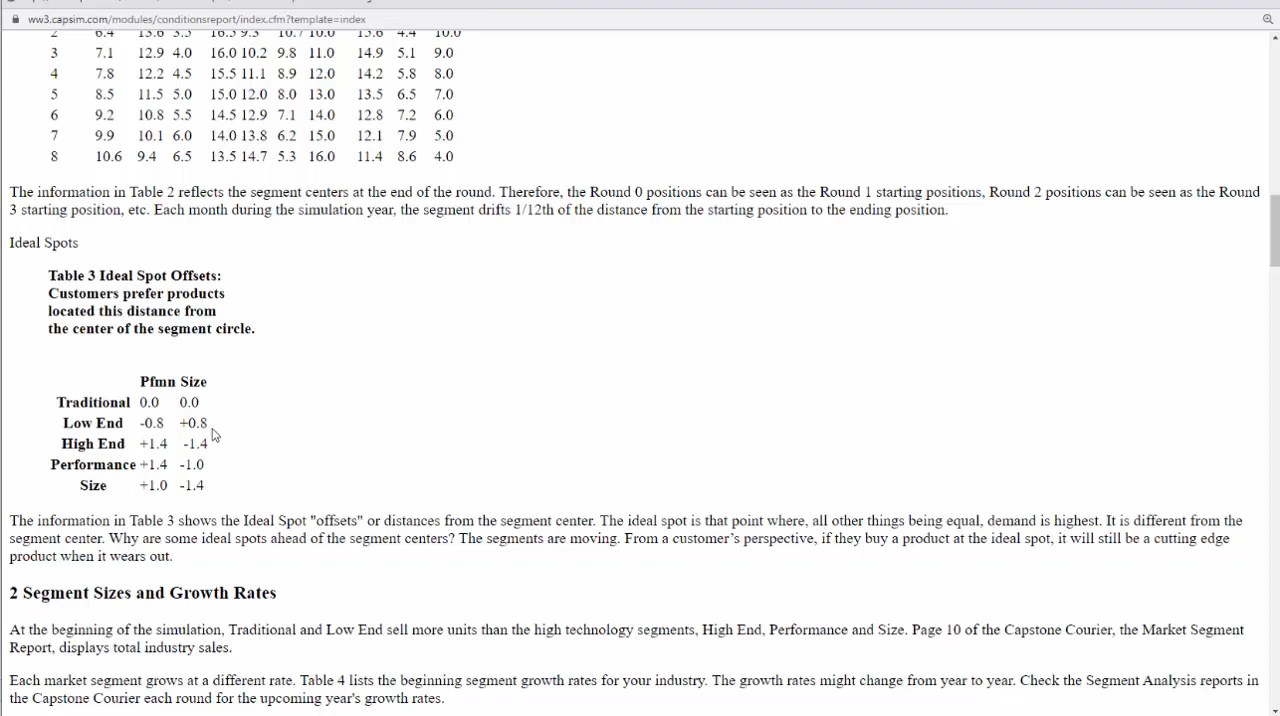 ww3.capsim.com/modules/conditionsreport/index.cfm?template=index
2 6.4 13.6 3.5 16.5 9.3 10.7 10.0 15.6 4.4 10.0
3 7.1 12.9 4.0 16.0 10.2 9.8 11.0 14.9 5.1 9.0
4 7.8 12.2 4.5 15.5 11.1 8.9 12.0 14.2 5.8 8.0
5 8.5 11.5 5.0 15.0 12.0 8.0 13.0 13.5 6.5 7.0
6 9.2 10.8 5.5 14.5 12.9 7.1 14.0 12.8 7.2 6.0
7 9.9 10.1 6.0 14.0 13.8 6.2 15.0 12.1 7.9 5.0
8 10.6 9.4 6.5 13.5 14.7 5.3 16.0 11.4 8.6 4.0
The information in Table 2 reflects the segment centers at the end of the round. Therefore, the Round 0 positions can be seen as the Round 1 starting positions, Round 2 positions can be seen as the Round
3 starting position, etc. Each month during the simulation year, the segment drifts 1/12th of the distance from the starting position to the ending position.
Ideal Spots
Table 3 Ideal Spot Offsets:
Customers prefer products
located this distance from
the center of the segment circle.
Pfmn Size
Traditional 0.0 0.0
Low End -0.8 +0.8
High End +1.4 -1.4
Performance +1.4 -1.0
Size +1.0 -1.4
The information in Table 3 shows the Ideal Spot "offsets" or distances from the segment center. The ideal spot is that point where, all other things being equal, demand is highest. It is different from the
segment center. Why are some ideal spots ahead of the segment centers? The segments are moving. From a customer’s perspective, if they buy a product at the ideal spot, it will still be a cutting edge
product when it wears out.
2 Segment Sizes and Growth Rates
At the beginning of the simulation, Traditional and Low End sell more units than the high technology segments, High End, Performance and Size. Page 10 of the Capstone Courier, the Market Segment
Report, displays total industry sales.
Each market segment grows at a different rate. Table 4 lists the beginning segment growth rates for your industry. The growth rates might change from year to year. Check the Segment Analysis reports in
the Capstone Courier each round for the upcoming year's growth rates.